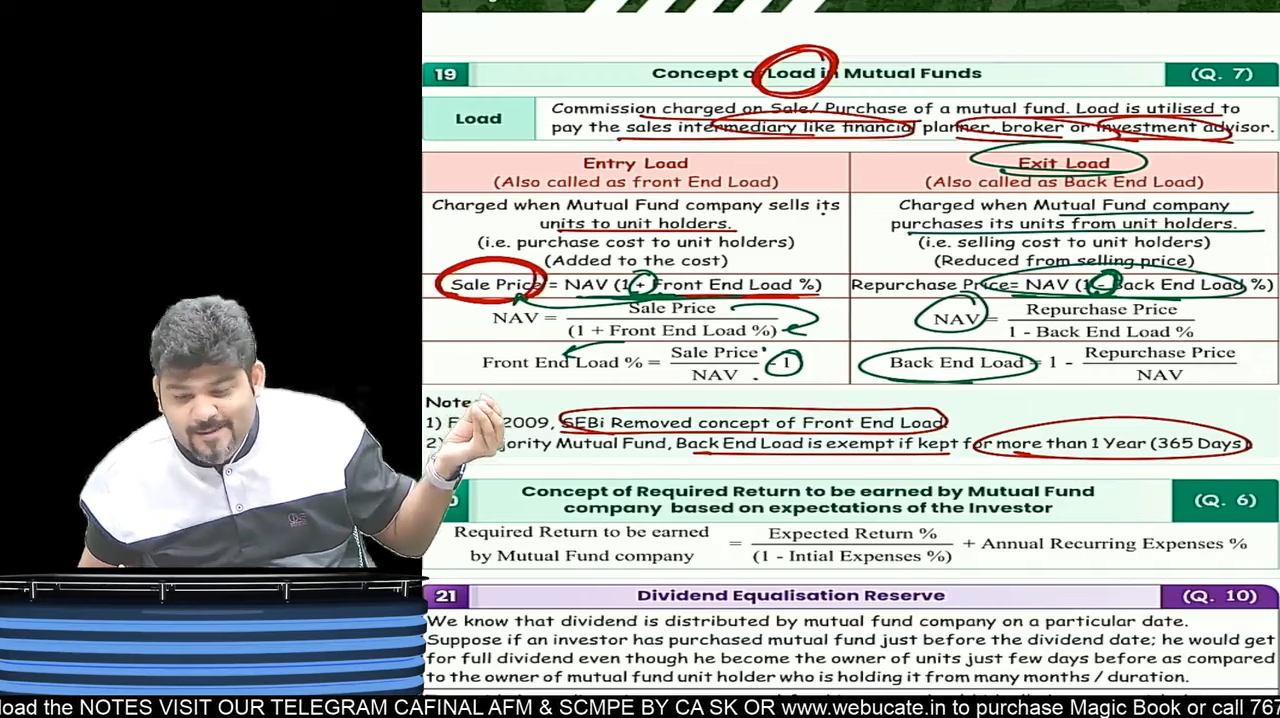 19 Concept of Load in Mutual Funds (Q. 7)
Load
Commission charged on Sale/ Purchase of a mutual fund. Load is utilised to
pay the sales intermediary like financial planner, broker or investment advisor.
Entry Load
(Also called as front End Load)
Exit Load
(Also called as Back End Load)
Charged when Mutual Fund company sells its
units to unit holders.
(i.e. purchase cost to unit holders)
(Added to the cost)
Charged when Mutual Fund company
purchases its units from unit holders.
(i.e. selling cost to unit holders)
(Reduced from selling price)
Sale Price = NAV (1 + Front End Load %)
Repurchase Price= NAV (1 - Back End Load %)
NAV = Sale Price
(1 + Front End Load %)
NAV = Repurchase Price
1 - Back End Load %
Front End Load % = Sale Price - 1
NAV
Back End Load = 1 - Repurchase Price
NAV
Note
1) 2009, SEBi Removed concept of Front End Load
2) Mutual Fund, Back End Load is exempt if kept for more than 1 Year (365 Days)
Concept of Required Return to be earned by Mutual Fund
company based on expectations of the Investor
(Q. 6)
Required Return to be earned
by Mutual Fund company
= Expected Return %
(1 - Intial Expenses %)
+ Annual Recurring Expenses %
21 Dividend Equalisation Reserve (Q. 10)
We know that dividend is distributed by mutual fund company on a particular date.
Suppose if an investor has purchased mutual fund just before the dividend date; he would get
for full dividend even though he become the owner of units just few days before as compared
to the owner of mutual fund unit holder who is holding it from many months / duration.
load the NOTES VISIT OUR TELEGRAM CAFINAL AFM & SCMPE BY CA SK OR www.webucate.in to purchase Magic Book or call 767